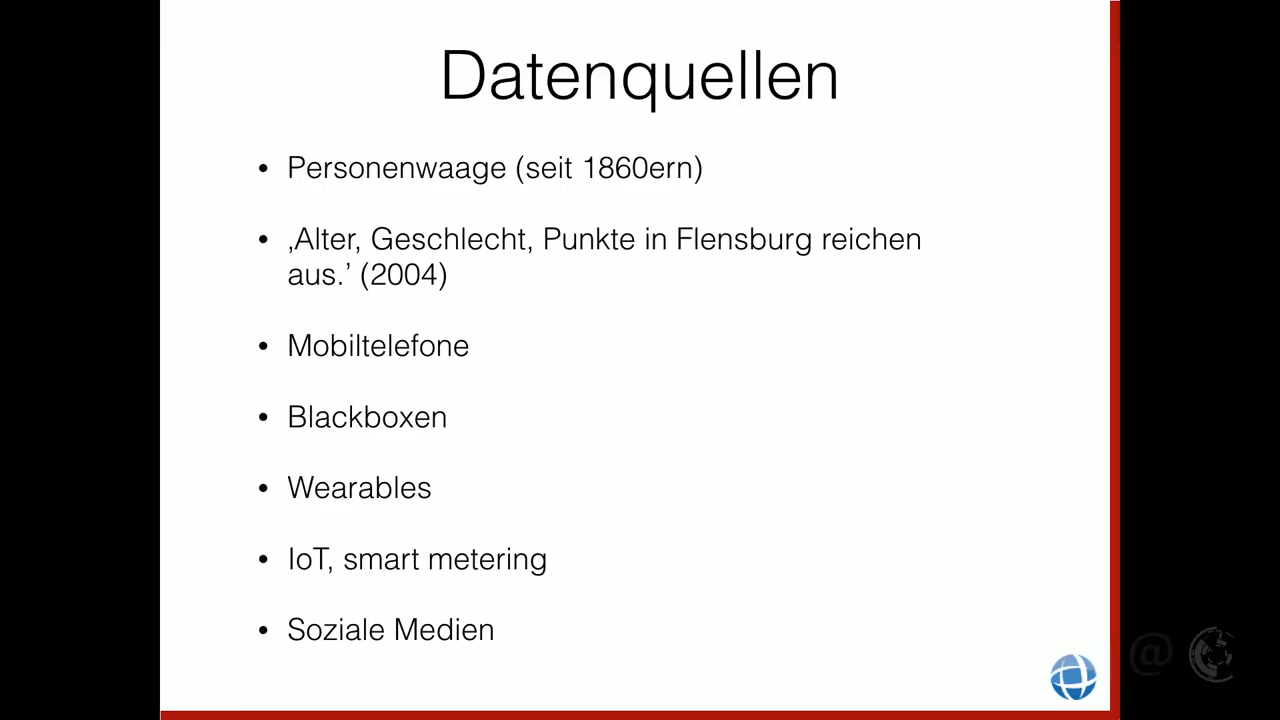 Datenquellen
• Personenwaage (seit 1860ern)
• ‚Alter, Geschlecht, Punkte in Flensburg reichen
aus.’ (2004)
• Mobiltelefone
• Blackboxen
• Wearables
• IoT, smart metering
• Soziale Medien
@